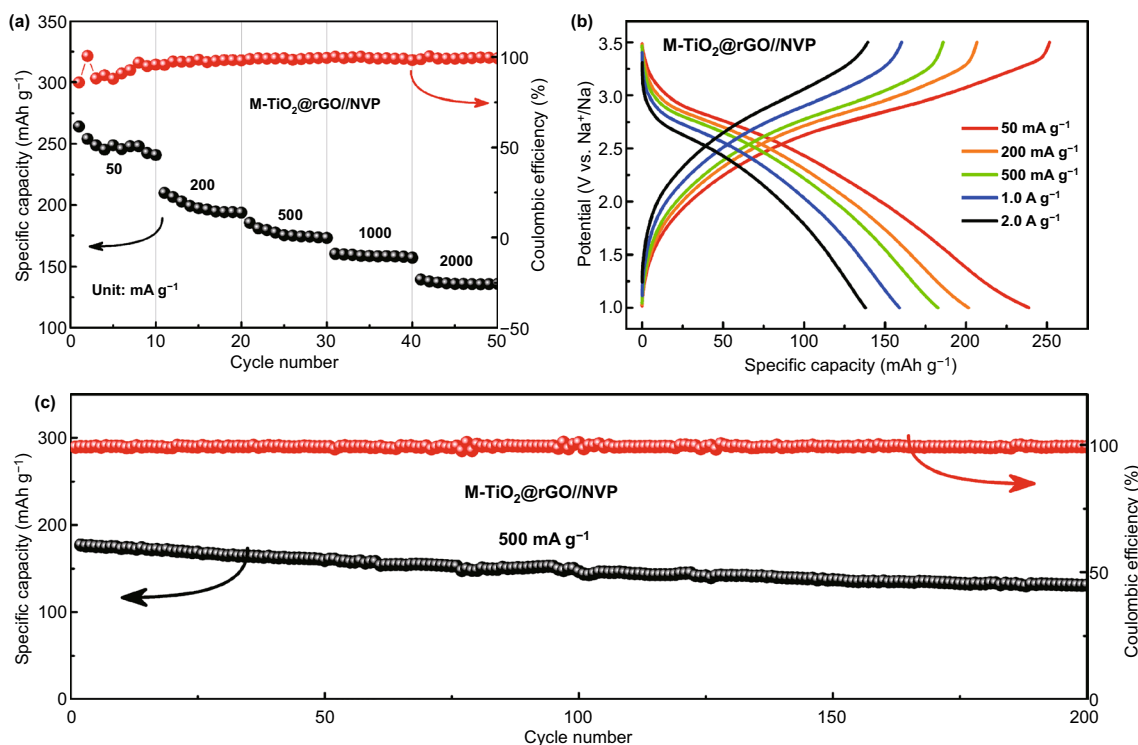 (a)
350
300
250
200
150
100
Specific capacity (mAh g⁻¹)
100
50
0
−50
Coulombic efficiency (%)
M-TiO₂@rGO//NVP
50
200
500
1000
2000
Unit: mA g⁻¹
0 10 20 30 40 50
Cycle number
(b)
3.5
3.0
2.5
2.0
1.5
1.0
Potential (V vs. Na⁺/Na)
M-TiO₂@rGO//NVP
50 mA g⁻¹
200 mA g⁻¹
500 mA g⁻¹
1.0 A g⁻¹
2.0 A g⁻¹
0 50 100 150 200 250
Specific capacity (mAh g⁻¹)
(c)
300
200
150
100
0
Specific capacity (mAh g⁻¹)
100
50
0
Coulombic efficiency (%)
M-TiO₂@rGO//NVP
500 mA g⁻¹
0 50 100 150 200
Cycle number